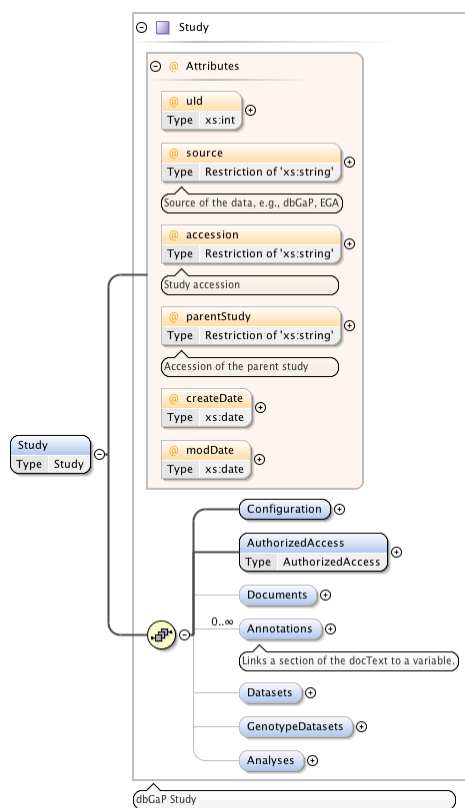 Study
Attributes
@ uId
Type xs:int
@ source
Type Restriction of 'xs:string'
Source of the data, e.g., dbGaP, EGA
@ accession
Type Restriction of 'xs:string'
Study accession
@ parentStudy
Type Restriction of 'xs:string'
Accession of the parent study
@ createDate
Type xs:date
@ modDate
Type xs:date
Study
Type Study
Configuration
AuthorizedAccess
Type AuthorizedAccess
Documents
0..∞
Annotations
Links a section of the docText to a variable.
Datasets
GenotypeDatasets
Analyses
dbGaP Study